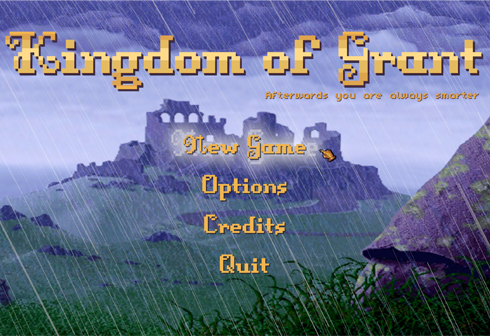 Kingdom of Grant
Afterwards you are always smarter
New Game
Options
Credits
Quit